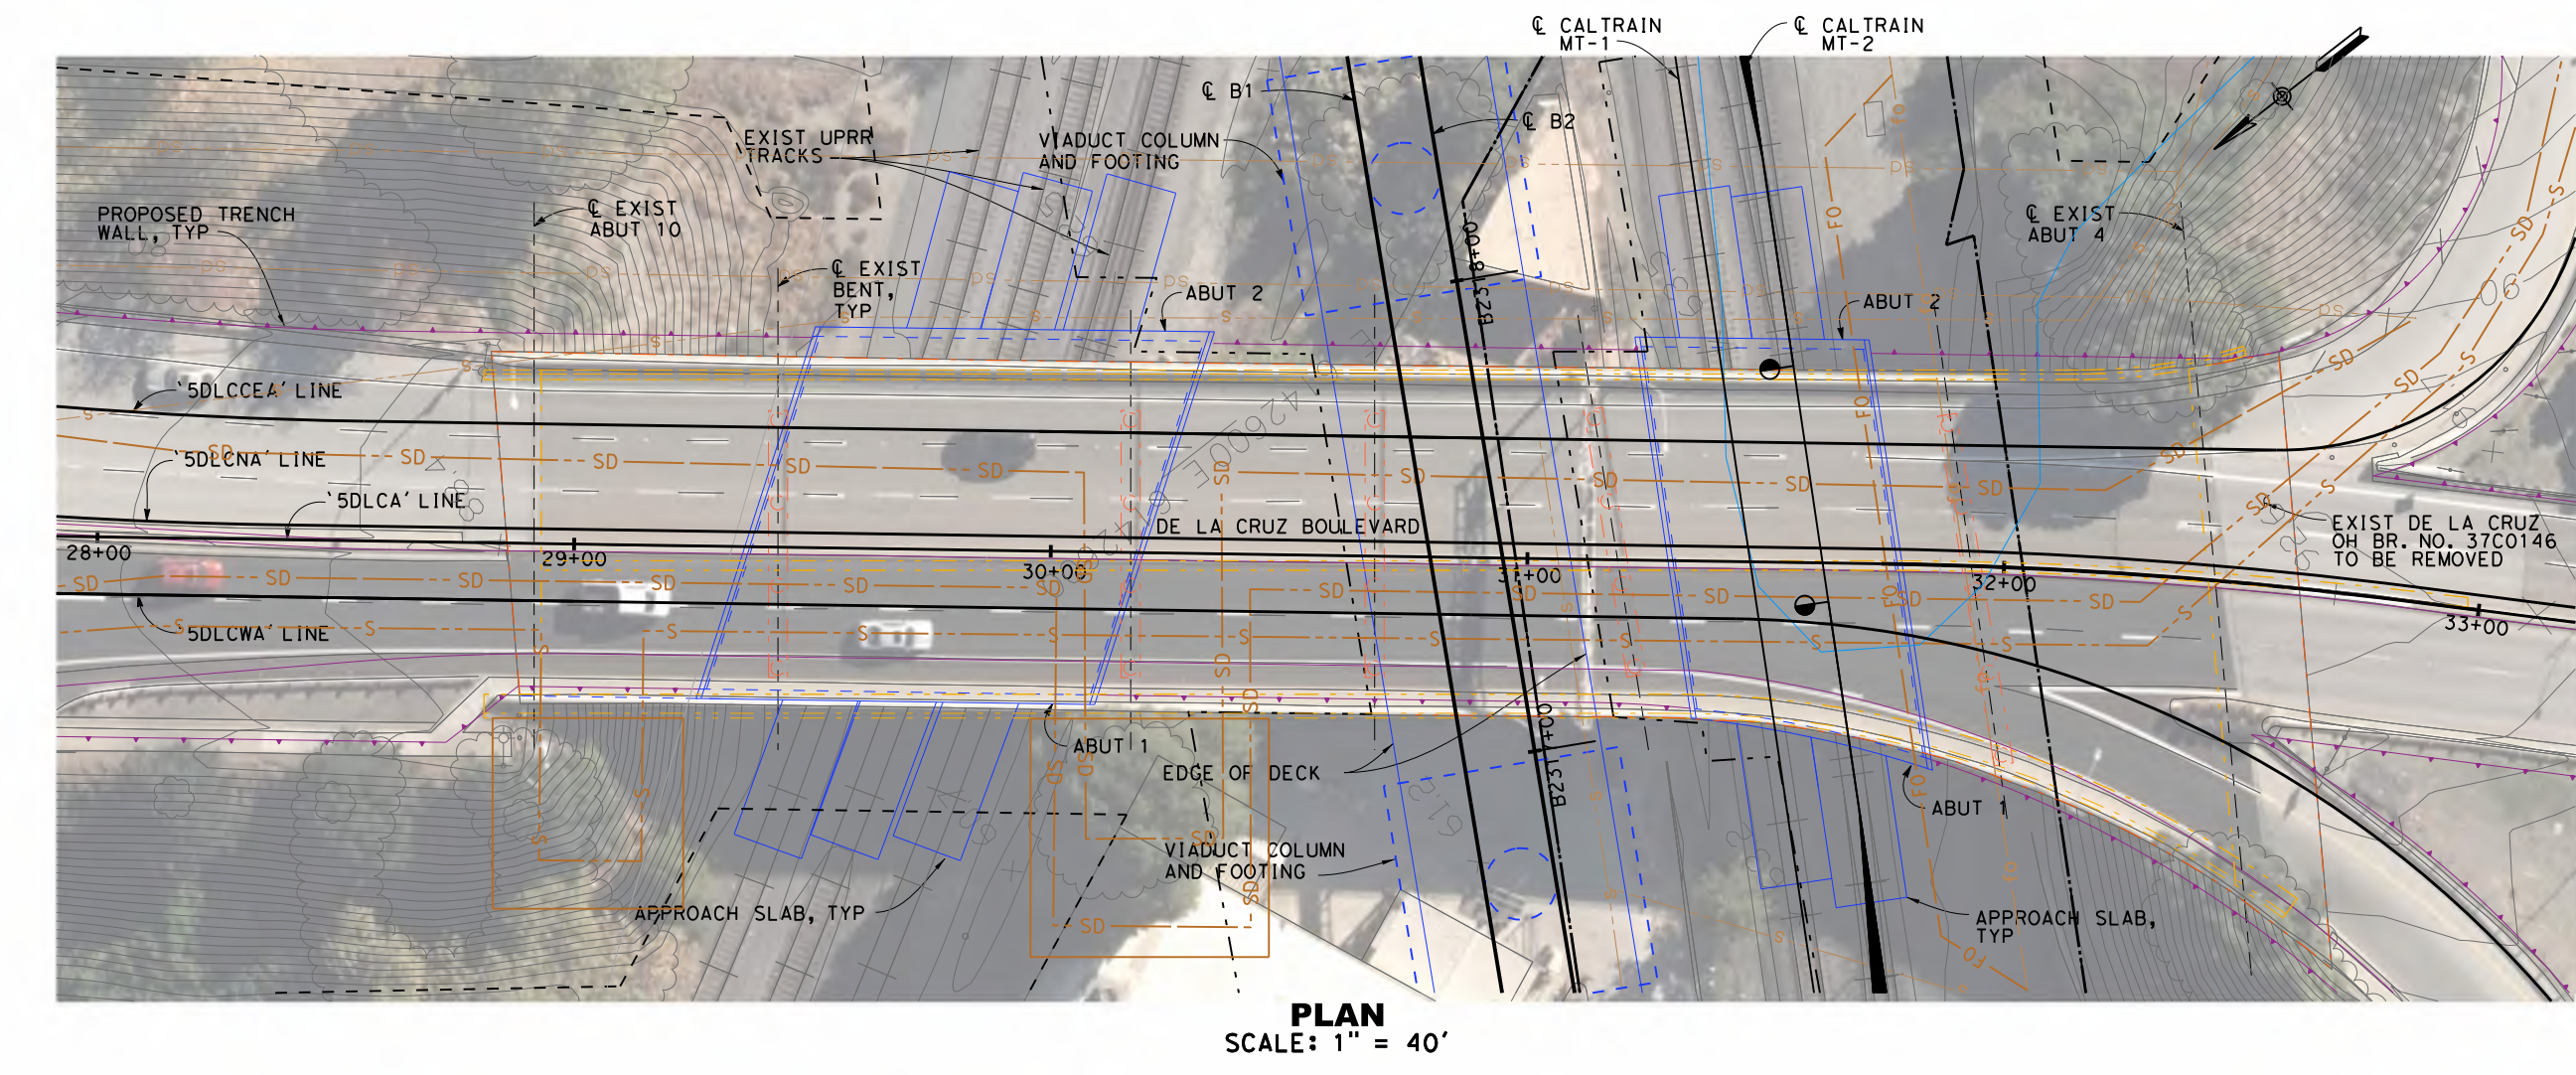 ℄ CALTRAIN
MT-1
℄ CALTRAIN
MT-2
℄ B1
℄ B2
EXIST UPRR
TRACKS
VIADUCT COLUMN
AND FOOTING
PROPOSED TRENCH
WALL, TYP
℄ EXIST
ABUT 10
℄ EXIST
BENT,
TYP
ABUT 2
ABUT 2
℄ EXIST
ABUT 4
B2318+00
'5DLCCEA' LINE
'5DLCNA' LINE
'5DLCA' LINE
DE LA CRUZ BOULEVARD
28+00
29+00
30+00
31+00
32+00
33+00
EXIST DE LA CRUZ
OH BR. NO. 37C0146
TO BE REMOVED
'5DLCWA' LINE
ABUT 1
EDGE OF DECK
B2317+00
ABUT 1
VIADUCT COLUMN
AND FOOTING
APPROACH SLAB, TYP
APPROACH SLAB,
TYP
PLAN
SCALE: 1" = 40'